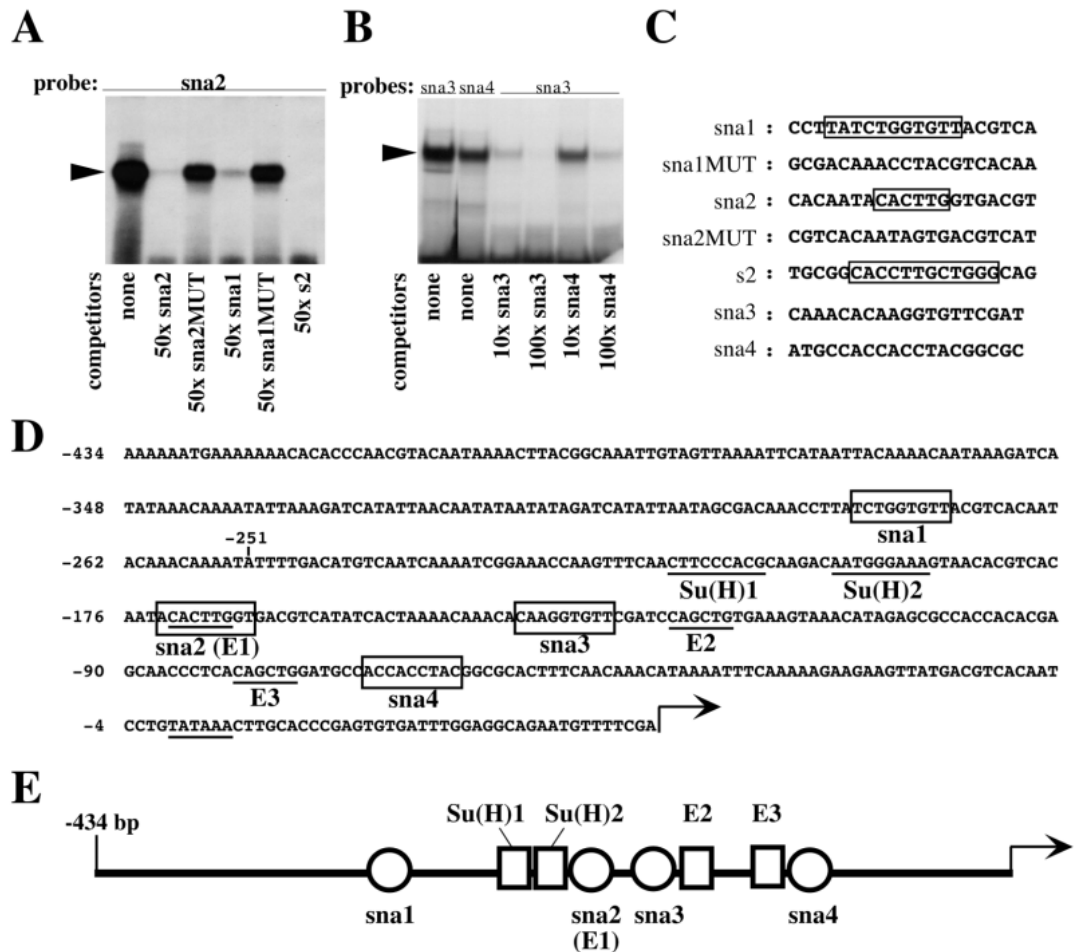 A
probe: sna2
competitors
none
50x sna2
50x sna2MUT
50x sna1
50x sna1MUT
50x s2
B
probes: sna3 sna4 sna3
competitors
none
none
10x sna3
100x sna3
10x sna4
100x sna4
C
sna1 : CCTTATCTGGTGTTACGTCA
sna1MUT : GCGACAAACCTACGTCACAA
sna2 : CACAATACACTTGGTGACGT
sna2MUT : CGTCACAATAGTGACGTCAT
s2 : TGCGGCACCTTGCTGGGCAG
sna3 : CAAACACAAGGTGTTCGAT
sna4 : ATGCCACCACCTACGGCGC
D
-434 AAAAAATGAAAAAAACACACCCAACGTACAATAAAACTTACGGCAAATTGTAGTTAAAATTCATAATTACAAAACAATAAAGATCA
-348 TATAAACAAAATATTAAAGATCATATTAACAATATAATATAGATCATATTAATAGCGACAAACCTTATCTGGTGTTACGTCACAAT
sna1
-251
-262 ACAAACAAAATATTTTGACATGTCAATCAAAATCGGAAACCAAGTTTCAACTTCCCACGCAAGACAATGGGAAAGTAACACGTCAC
Su(H)1 Su(H)2
-176 AATACACTTGGTGACGTCATATCACTAAAACAAACACAAGGTGTTCGATCCAGCTGTGAAAGTAAACATAGAGCGCCACCACACGA
sna2 (E1) sna3 E2
-90 GCAACCCTCACAGCTGGATGCCACCACCTACGGCGCACTTTCAACAAACATAAAATTTCAAAAAGAAGAAGTTATGACGTCACAAT
E3 sna4
-4 CCTGTATAAACTTGCACCCGAGTGTGATTTGGAGGCAGAATGTTTTCGA
E
-434 bp
Su(H)1 Su(H)2 E2 E3
sna1 sna2 sna3 sna4
(E1)